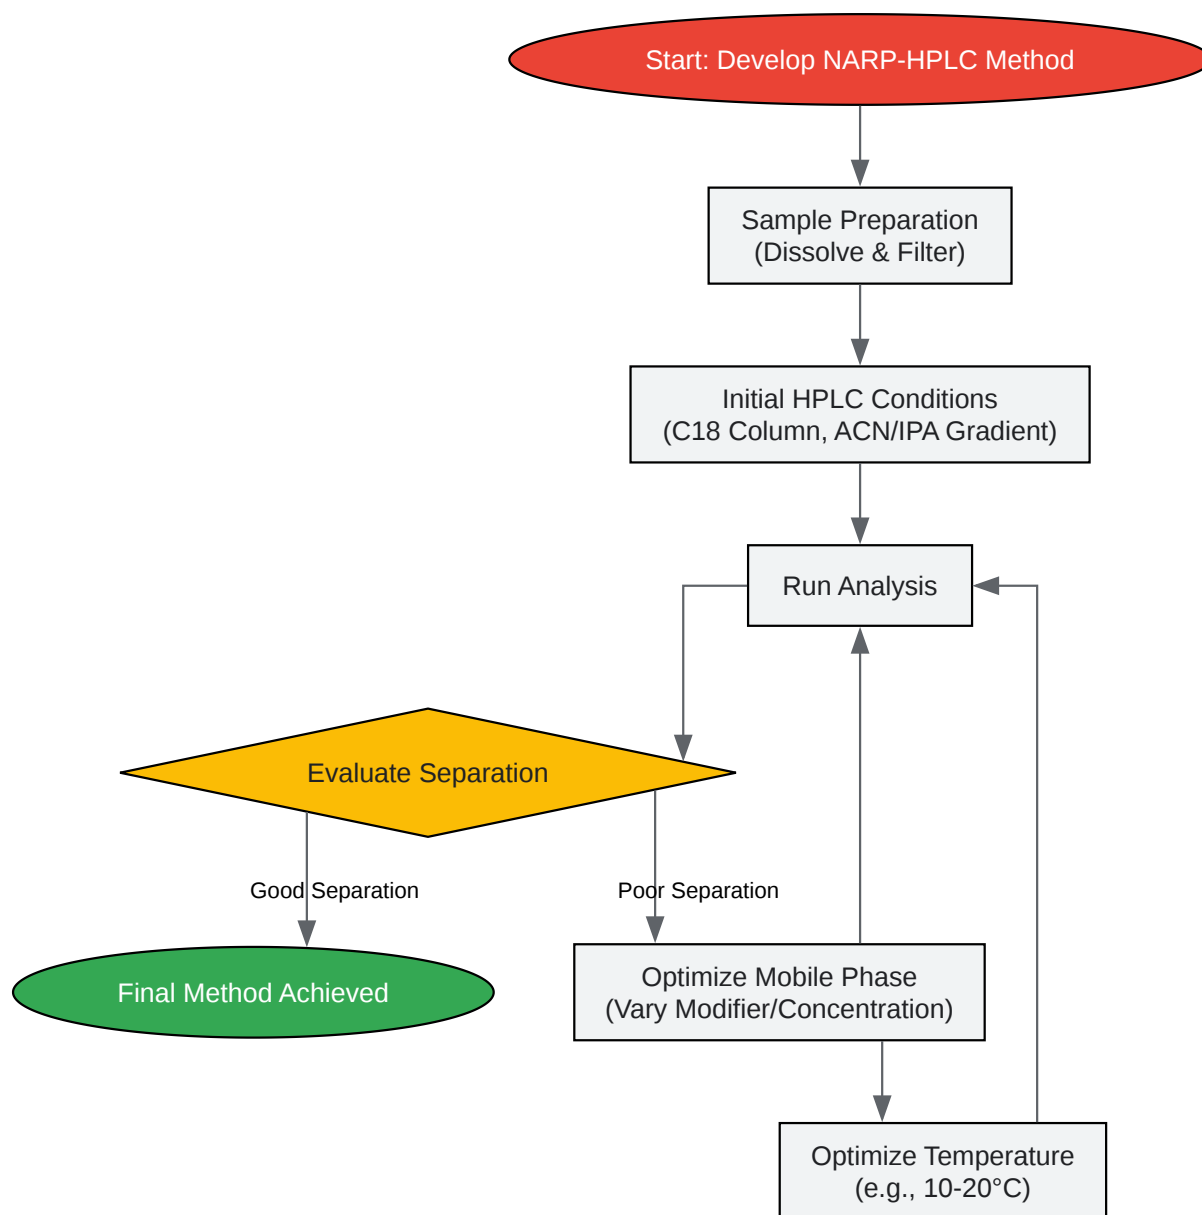 Start: Develop NARP-HPLC Method
Sample Preparation
(Dissolve & Filter)
Initial HPLC Conditions
(C18 Column, ACN/IPA Gradient)
Run Analysis
Evaluate Separation
Good Separation
Poor Separation
Final Method Achieved
Optimize Mobile Phase
(Vary Modifier/Concentration)
Optimize Temperature
(e.g., 10-20°C)